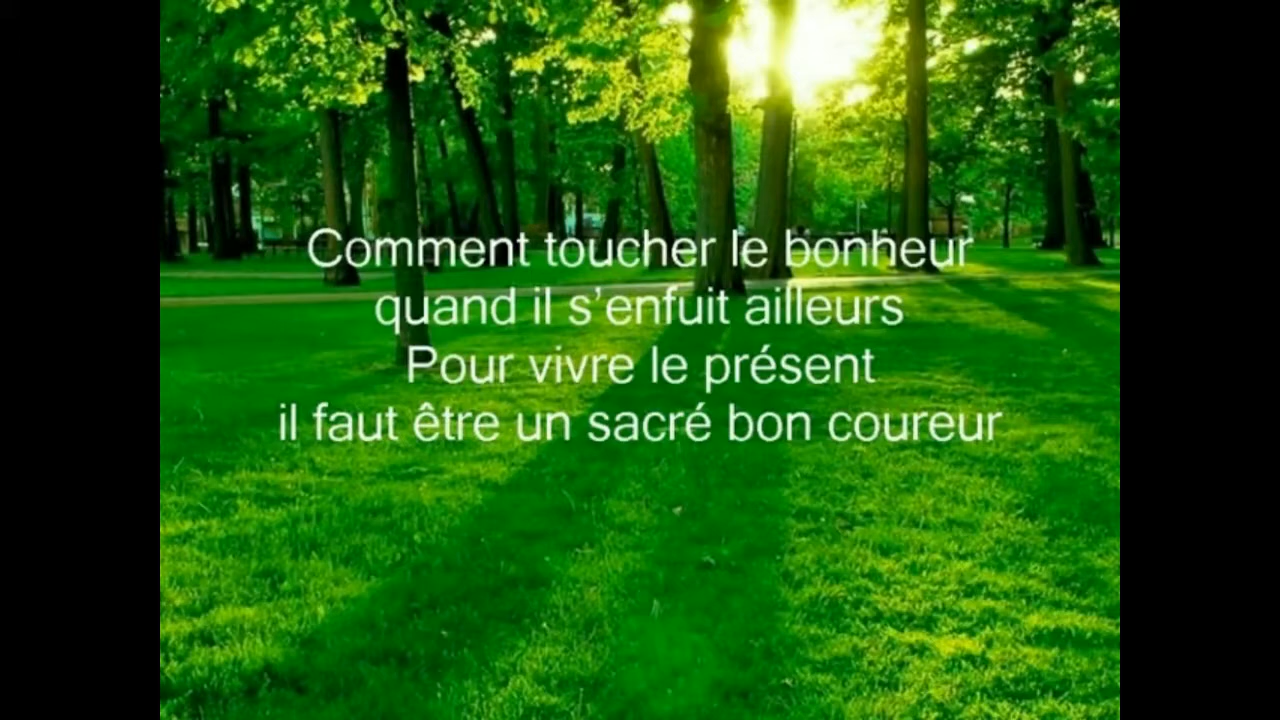 Comment toucher le bonheur
quand il s’enfuit ailleurs
Pour vivre le présent
il faut être un sacré bon coureur